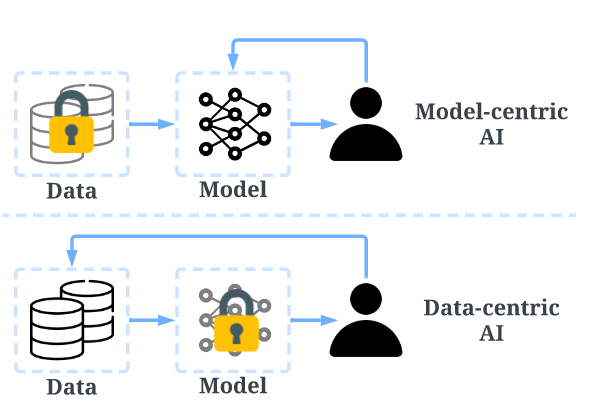 Model-centric
AI
Data
Model
Data-centric
AI
Data
Model